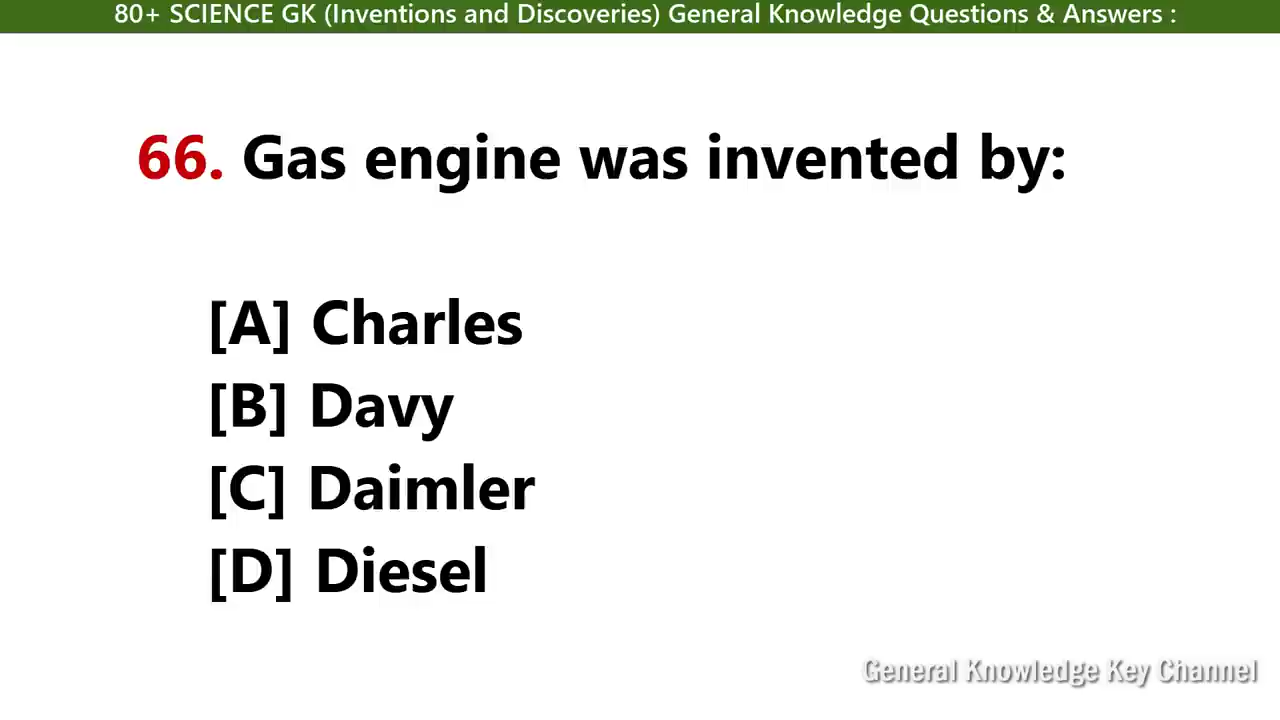 80+ SCIENCE GK (Inventions and Discoveries) General Knowledge Questions & Answers :
66. Gas engine was invented by:
[A] Charles
[B] Davy
[C] Daimler
[D] Diesel
General Knowledge Key Channel